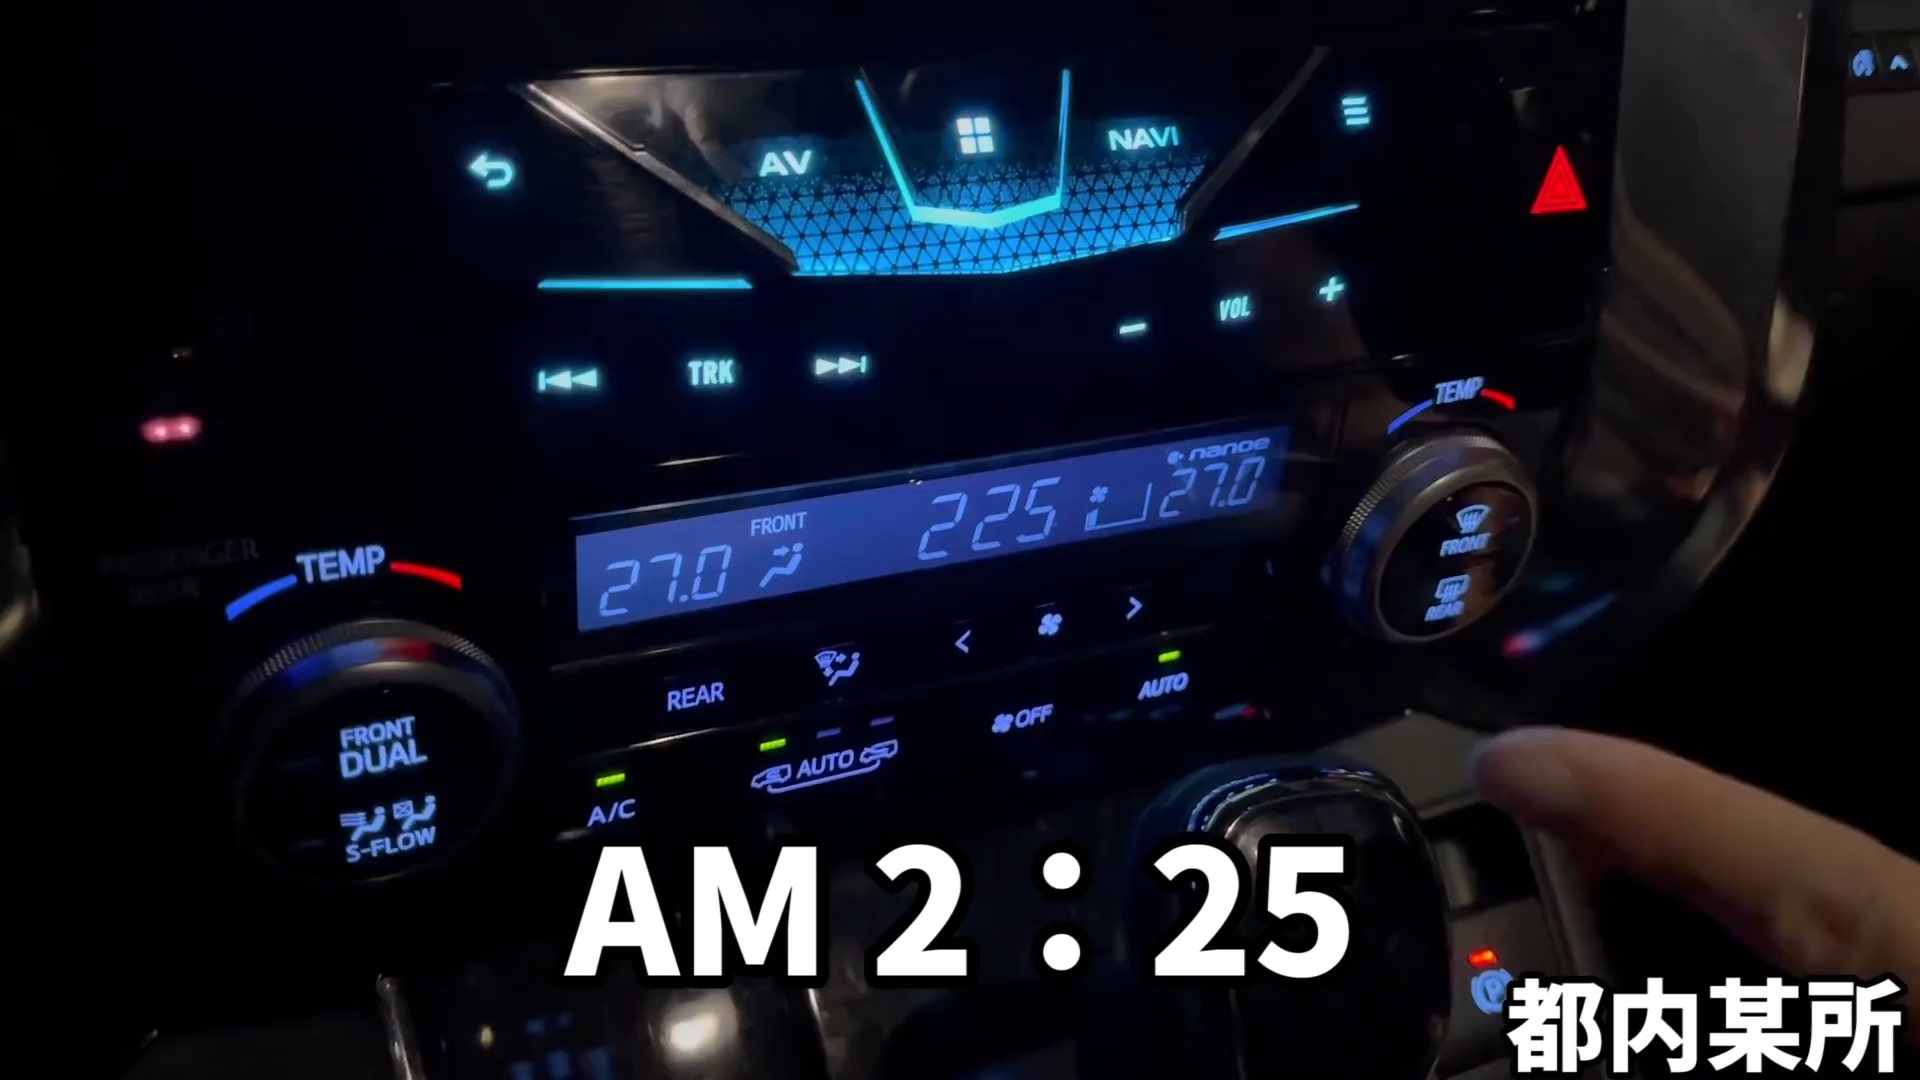 AV
NAVI
TRK
VOL
TEMP
FRONT
27.0
225
nanoe
27.0
TEMP
FRONT
REAR
FRONT
DUAL
S-FLOW
REAR
OFF
AUTO
A/C
AUTO
AM 2：25
都内某所